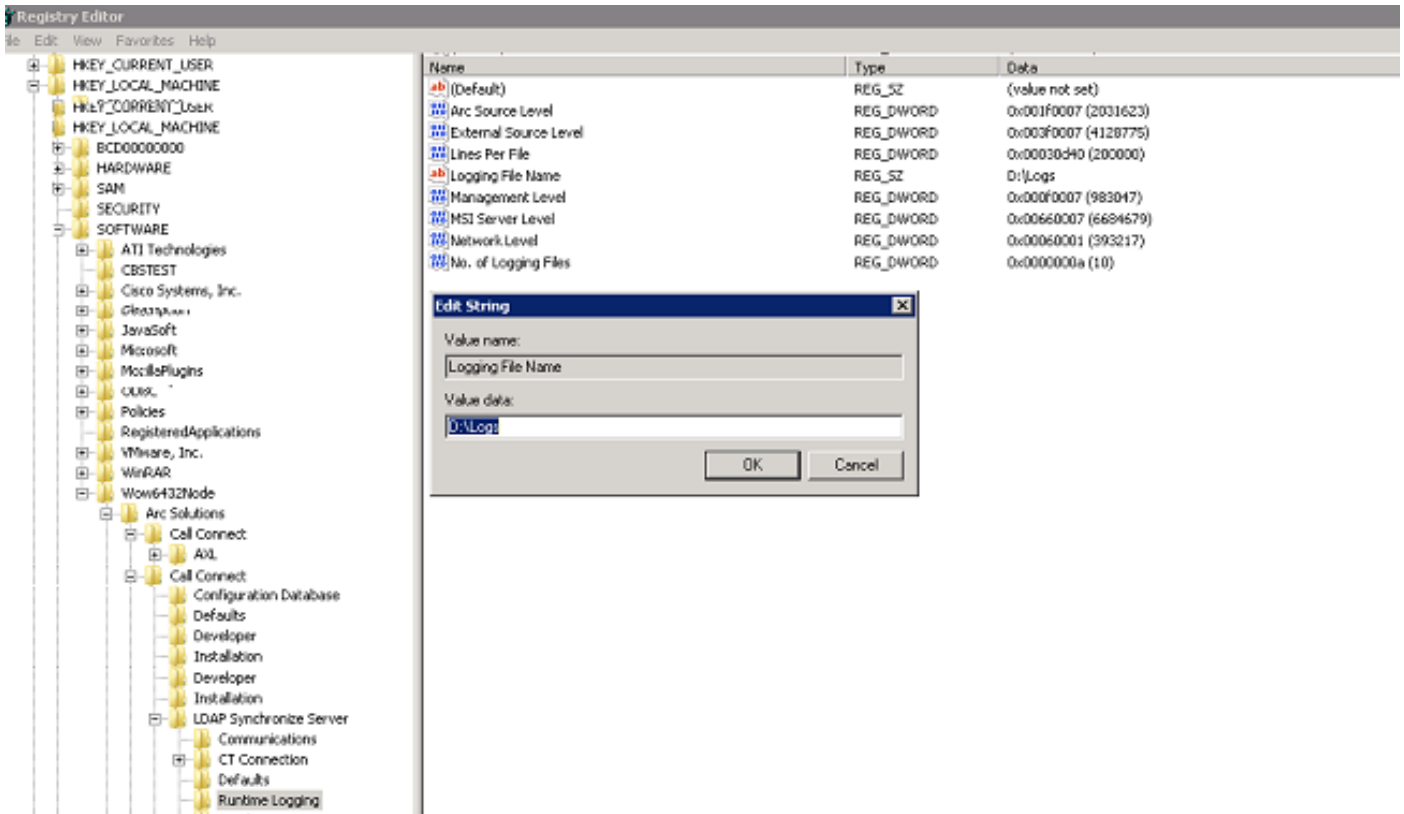 Registry Editor
File Edit View Favorites Help
HKEY_CURRENT_USER
HKEY_LOCAL_MACHINE
HKEY_CURRENT_USER
HKEY_LOCAL_MACHINE
BCD00000000
HARDWARE
SAM
SECURITY
SOFTWARE
ATI Technologies
CBSTEST
Cisco Systems, Inc.
JavaSoft
Microsoft
MozillaPlugins
ODBC
Policies
RegisteredApplications
VMware, Inc.
WinRAR
Wow6432Node
Arc Solutions
Call Connect
AXL
Call Connect
Configuration Database
Defaults
Developer
Installation
Developer
Installation
LDAP Synchronize Server
Communications
CT Connection
Defaults
Runtime Logging
Name Type Data
(Default) REG_SZ (value not set)
Arc Source Level REG_DWORD 0x001f0007 (2031623)
External Source Level REG_DWORD 0x003f0007 (4128775)
Lines Per File REG_DWORD 0x00030d40 (200000)
Logging File Name REG_SZ D:\Logs
Management Level REG_DWORD 0x000f0007 (983047)
MSI Server Level REG_DWORD 0x00660007 (6684679)
Network Level REG_DWORD 0x00060001 (393217)
No. of Logging Files REG_DWORD 0x0000000a (10)
Edit String
Value name:
Logging File Name
Value data:
D:\Logs
OK Cancel